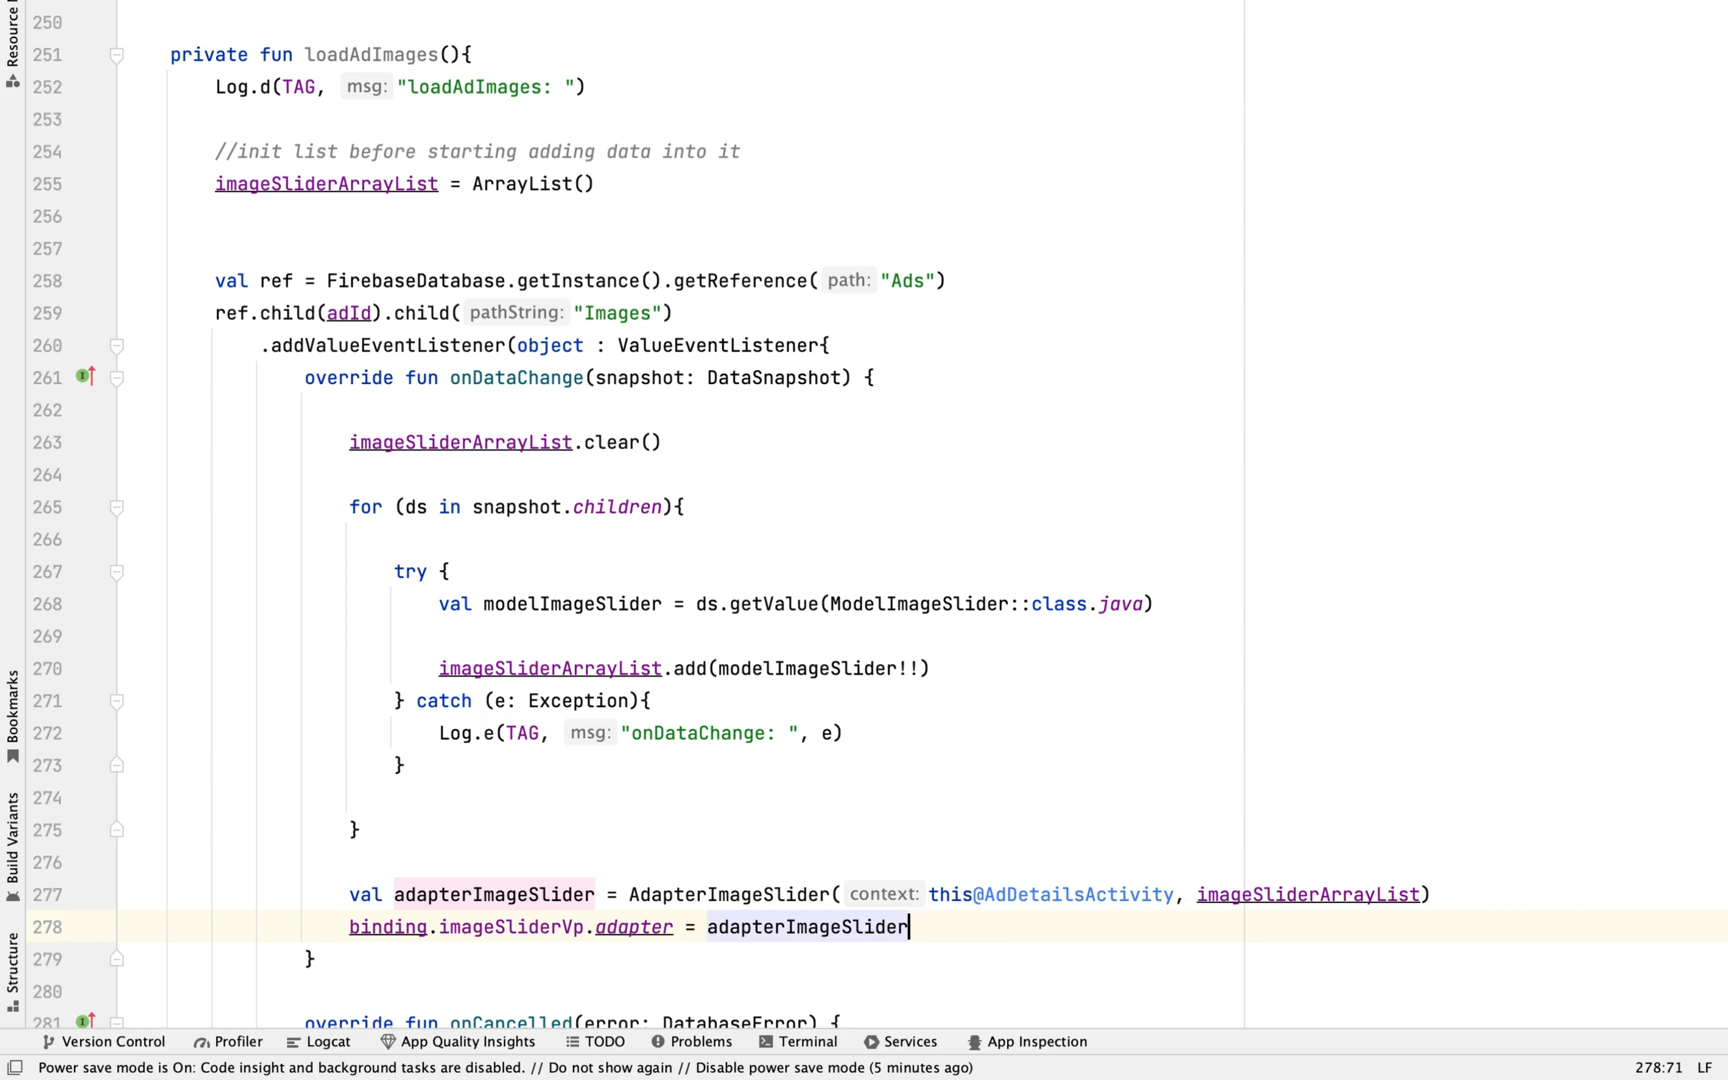 Resource
250
251 private fun loadAdImages(){
252 Log.d(TAG, msg: "loadAdImages: ")
253
254 //init list before starting adding data into it
255 imageSliderArrayList = ArrayList()
256
257
258 val ref = FirebaseDatabase.getInstance().getReference( path: "Ads")
259 ref.child(adId).child( pathString: "Images")
260 .addValueEventListener(object : ValueEventListener{
261 override fun onDataChange(snapshot: DataSnapshot) {
262
263 imageSliderArrayList.clear()
264
265 for (ds in snapshot.children){
266
267 try {
268 val modelImageSlider = ds.getValue(ModelImageSlider::class.java)
269
270 imageSliderArrayList.add(modelImageSlider!!)
271 } catch (e: Exception){
272 Log.e(TAG, msg: "onDataChange: ", e)
273 }
274
275 }
276
277 val adapterImageSlider = AdapterImageSlider( context: this@AdDetailsActivity, imageSliderArrayList)
278 binding.imageSliderVp.adapter = adapterImageSlider
279 }
280
281 override fun onCancelled(error: DatabaseError) {
Bookmarks
Build Variants
Structure
Version Control Profiler Logcat App Quality Insights TODO Problems Terminal Services App Inspection
Power save mode is On: Code insight and background tasks are disabled. // Do not show again // Disable power save mode (5 minutes ago) 278:71 LF